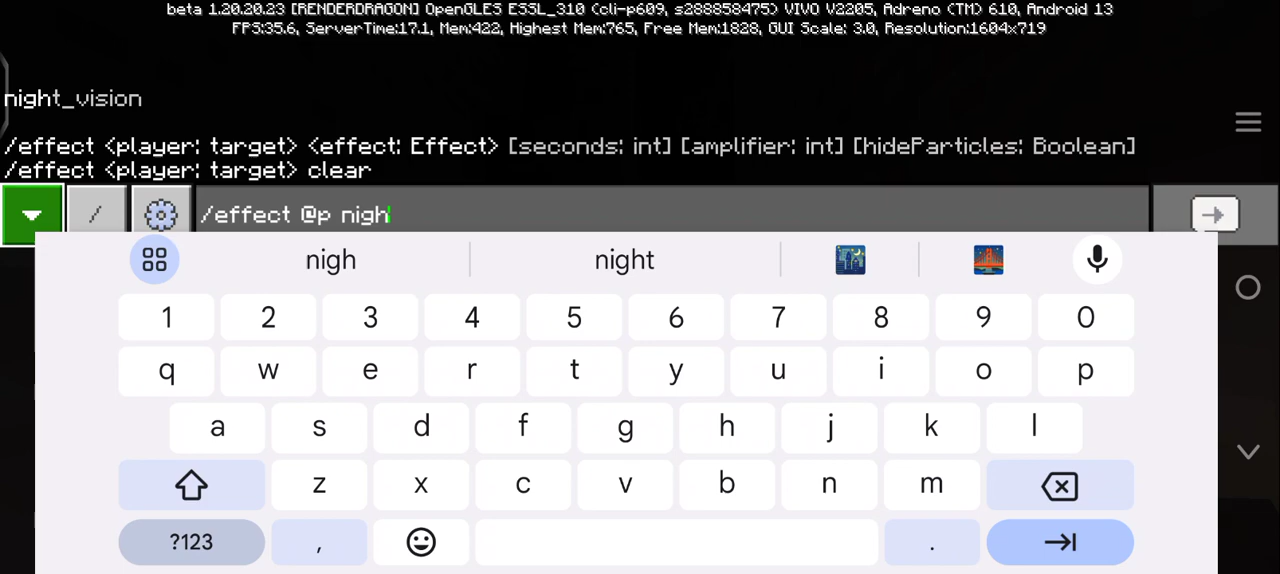 beta 1.20.20.23 [RENDERDRAGON] OpenGLES ESSL_310 (cli-p609, s288858475) VIVO V2205, Adreno (TM) 610, Android 13
FPS:35.6, ServerTime:17.1, Mem:422, Highest Mem:765, Free Mem:1828, GUI Scale: 3.0, Resolution:1604x719
night_vision
/effect <player: target> <effect: Effect> [seconds: int] [amplifier: int] [hideParticles: Boolean]
/effect <player: target> clear
/ /effect @p nigh
nigh night
1 2 3 4 5 6 7 8 9 0
q w e r t y u i o p
a s d f g h j k l
z x c v b n m
?123 , .